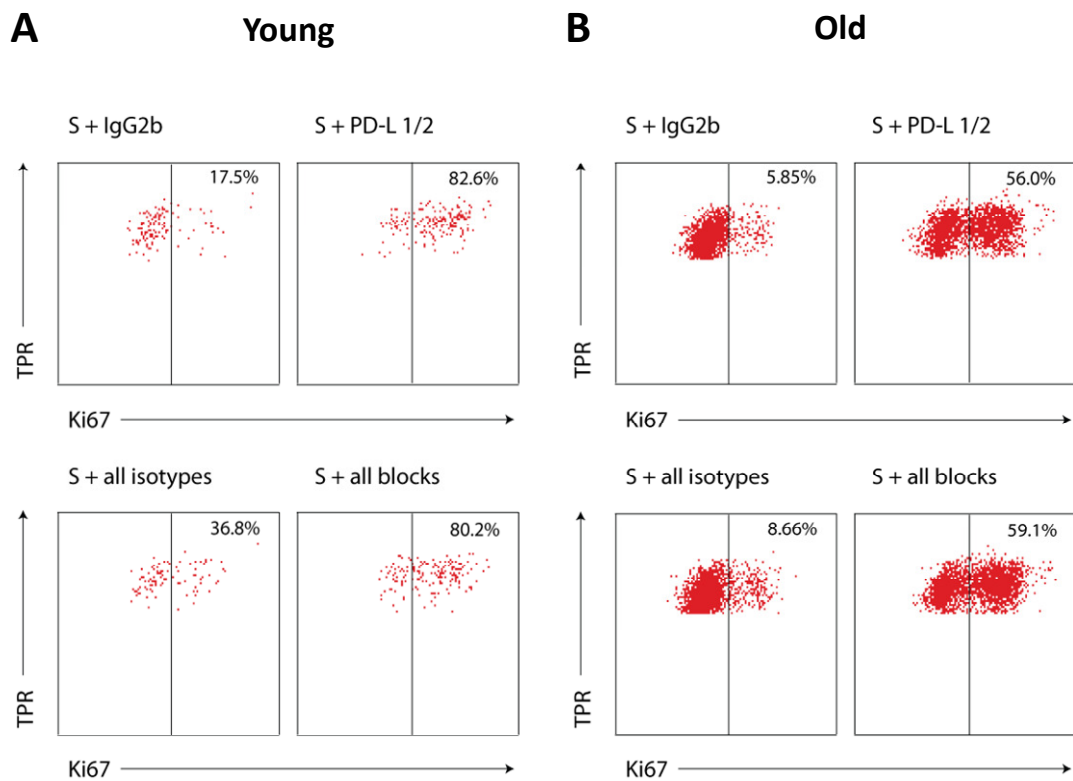 A Young
S + IgG2b S + PD-L 1/2
17.5% 82.6%
TPR
Ki67
S + all isotypes S + all blocks
36.8% 80.2%
TPR
Ki67
B Old
S + IgG2b S + PD-L 1/2
5.85% 56.0%
TPR
Ki67
S + all isotypes S + all blocks
8.66% 59.1%
TPR
Ki67